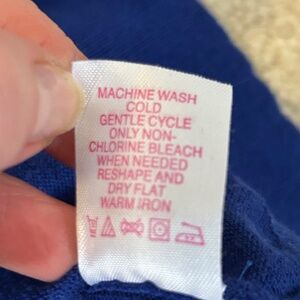 MACHINE WASH
COLD
GENTLE CYCLE
ONLY NON-
CHLORINE BLEACH
WHEN NEEDED
RESHAPE AND
DRY FLAT
WARM IRON